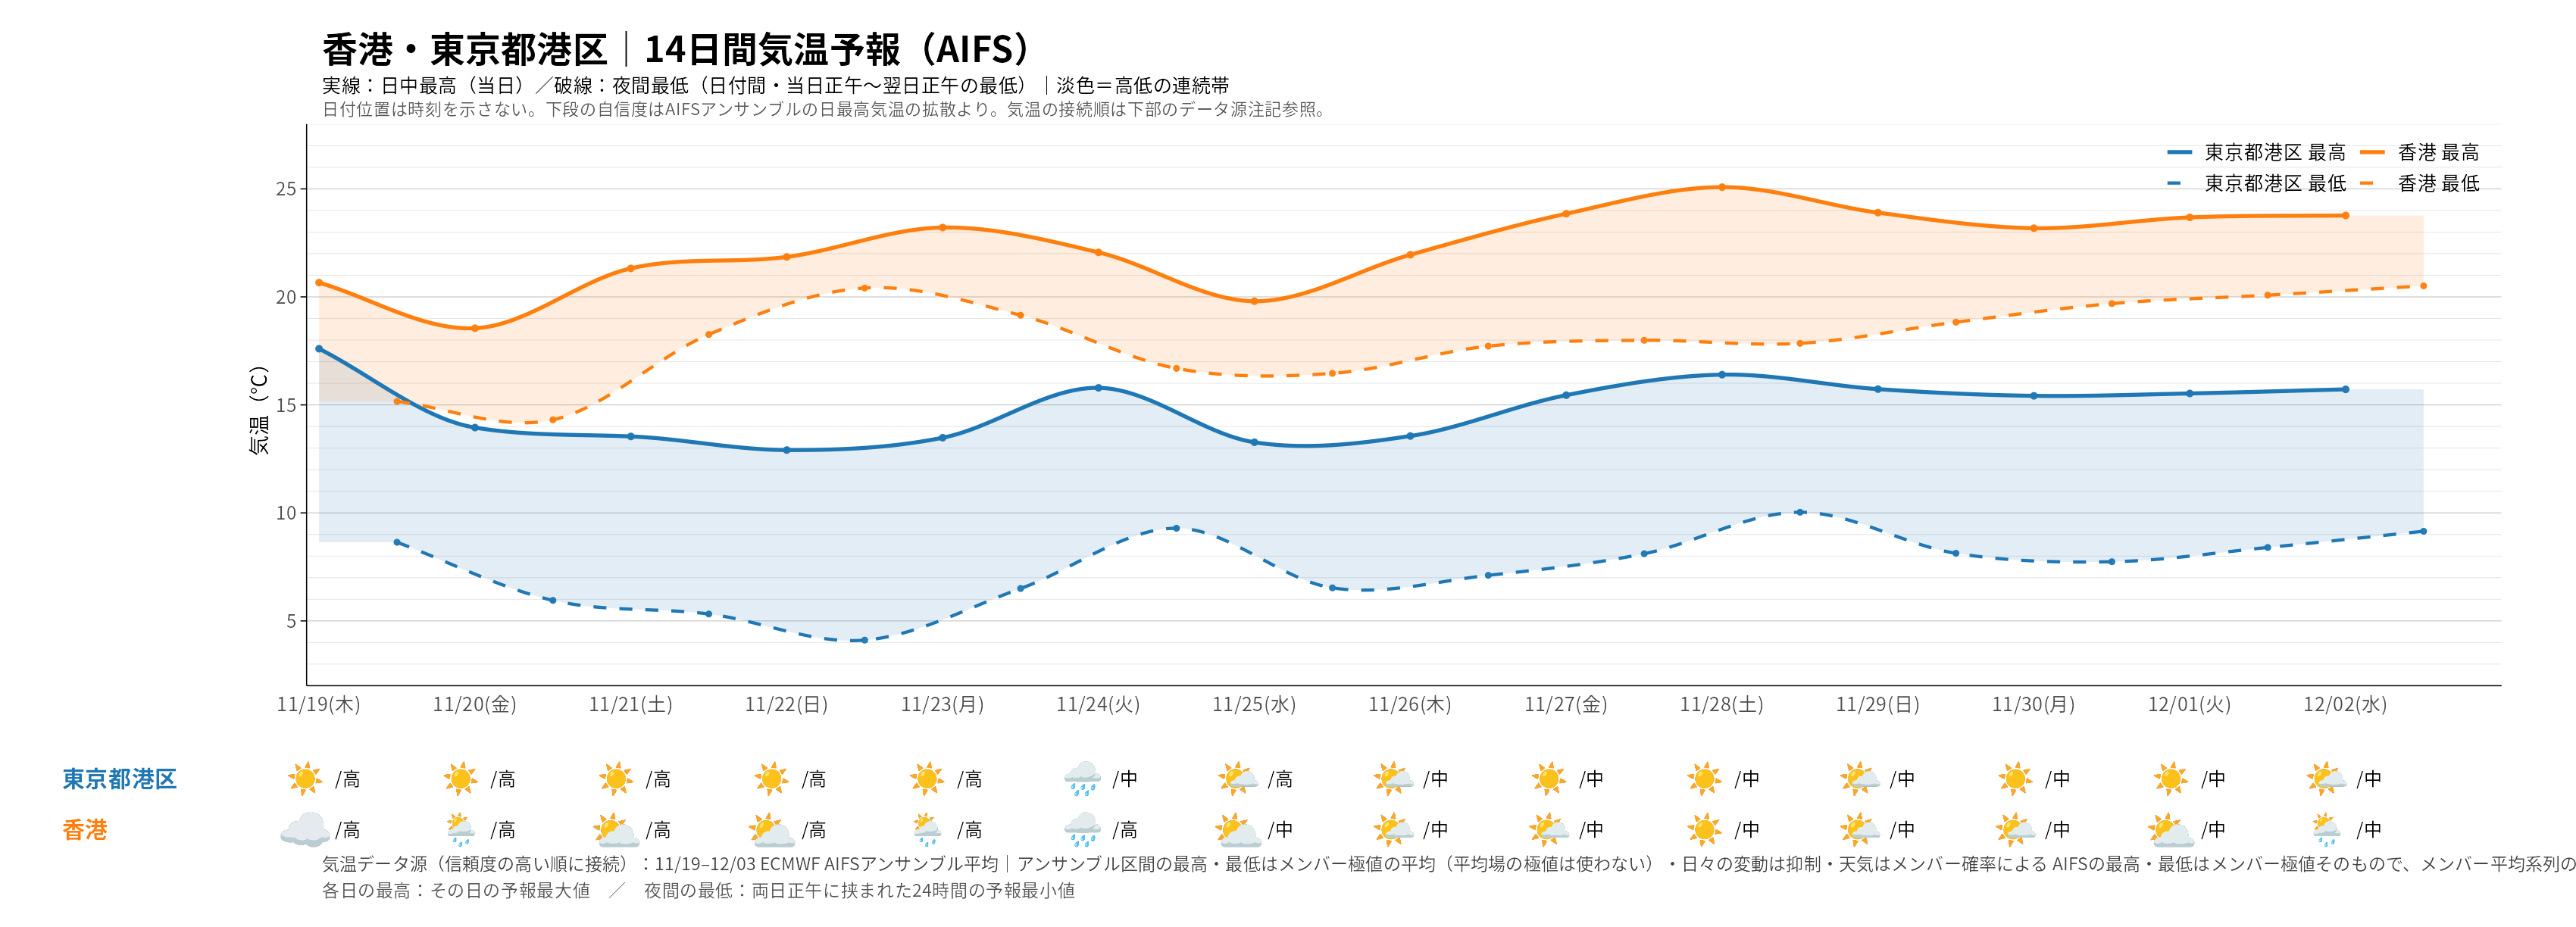 香港・東京都港区｜14日間気温予報（AIFS）
実線：日中最高（当日）／破線：夜間最低（日付間・当日正午～翌日正午の最低）｜淡色＝高低の連続帯
日付位置は時刻を示さない。下段の自信度はAIFSアンサンブルの日最高気温の拡散より。気温の接続順は下部のデータ源注記参照。
東京都港区 最高 香港 最高
東京都港区 最低 香港 最低
気温（°C）
25
20
15
10
5
11/19(木) 11/20(金) 11/21(土) 11/22(日) 11/23(月) 11/24(火) 11/25(水) 11/26(木) 11/27(金) 11/28(土) 11/29(日) 11/30(月) 12/01(火) 12/02(水)
東京都港区 /高 /高 /高 /高 /高 /中 /高 /中 /中 /中 /中 /中 /中 /中
香港 /高 /高 /高 /高 /高 /高 /中 /中 /中 /中 /中 /中 /中 /中
気温データ源（信頼度の高い順に接続）：11/19–12/03 ECMWF AIFSアンサンブル平均｜アンサンブル区間の最高・最低はメンバー極値の平均（平均場の極値は使わない）・日々の変動は抑制・天気はメンバー確率による AIFSの最高・最低はメンバー極値そのもので、メンバー平均系列の
各日の最高：その日の予報最大値 ／ 夜間の最低：両日正午に挟まれた24時間の予報最小値